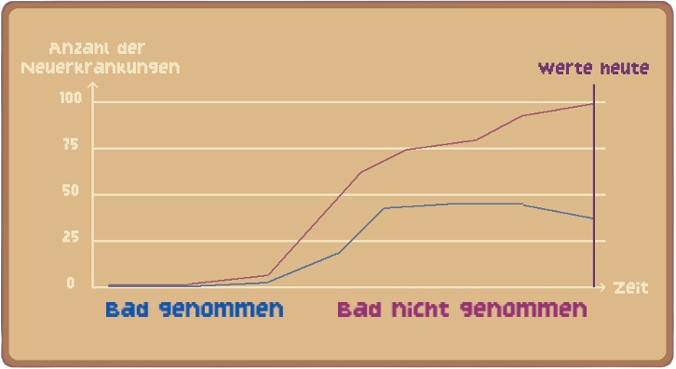 Anzahl der
Neuerkrankungen
Werte heute
100
75
50
25
0
Zeit
Bad genommen
Bad nicht genommen